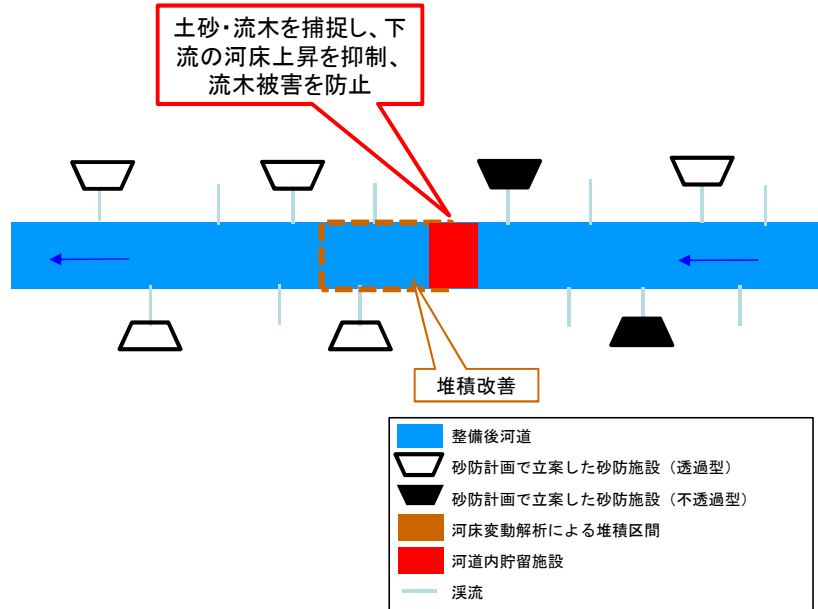 土砂・流木を捕捉し、下
流の河床上昇を抑制、
流木被害を防止
堆積改善
整備後河道
砂防計画で立案した砂防施設（透過型）
砂防計画で立案した砂防施設（不透過型）
河床変動解析による堆積区間
河道内貯留施設
渓流